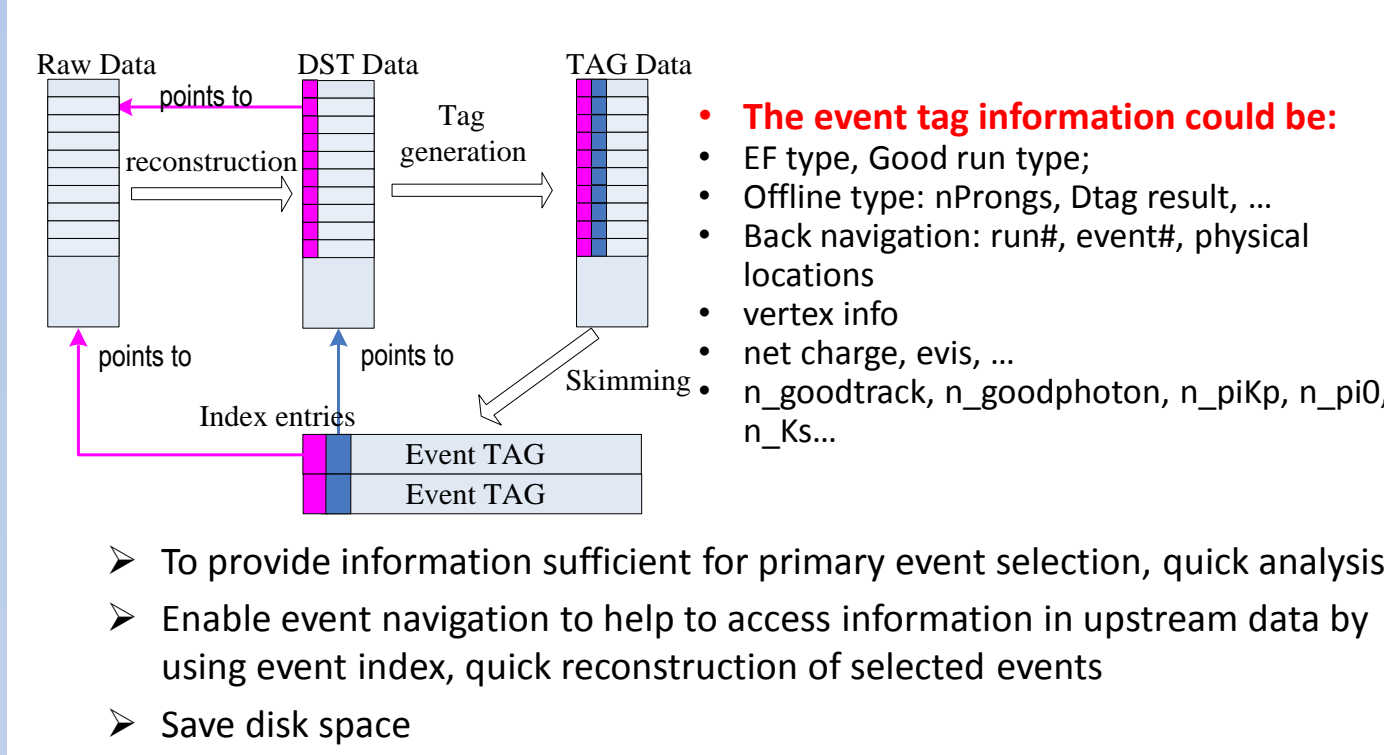 Raw Data
DST Data
TAG Data
points to
Tag
generation
reconstruction
points to
points to
Skimming
Index entries
Event TAG
Event TAG
• The event tag information could be:
• EF type, Good run type;
• Offline type: nProngs, Dtag result, …
• Back navigation: run#, event#, physical
locations
• vertex info
• net charge, evis, …
• n_goodtrack, n_goodphoton, n_piKp, n_pi0,
n_Ks…
➢ To provide information sufficient for primary event selection, quick analysis
➢ Enable event navigation to help to access information in upstream data by
using event index, quick reconstruction of selected events
➢ Save disk space